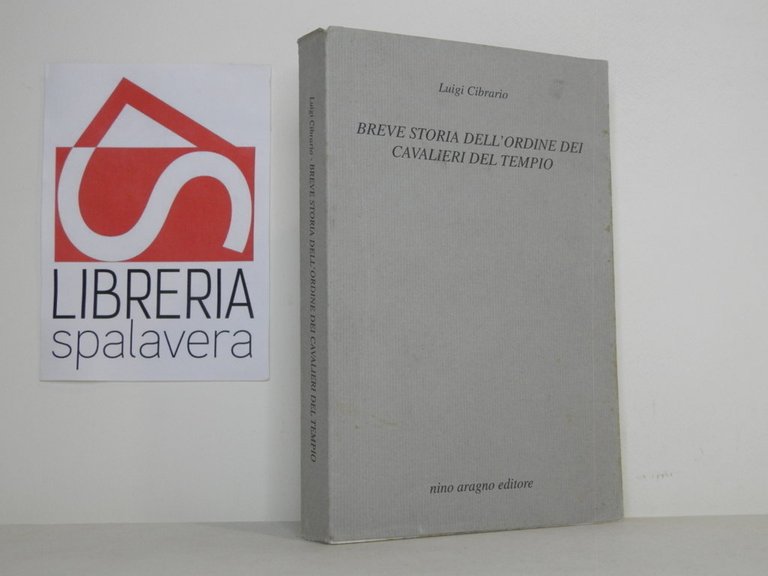 LIBRERIA
spalavera
Luigi Cibrario - BREVE STORIA DELL'ORDINE DEI CAVALIERI DEL TEMPIO
Luigi Cibrario
BREVE STORIA DELL'ORDINE DEI
CAVALIERI DEL TEMPIO
nino aragno editore